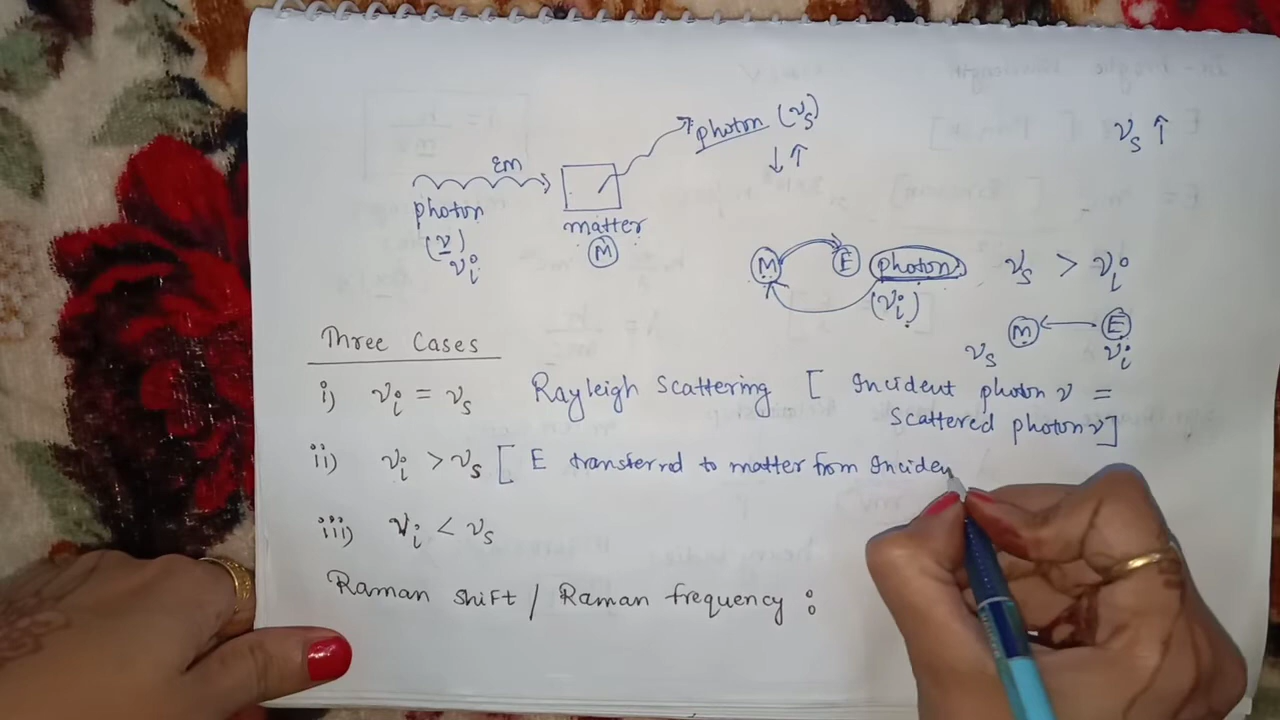 EM
photon (νs)
↓↑
νs ↑
photon
(ν)
νi
matter
M
M E photon νs > νi
(νi)
M ← E
νs νi
Three Cases
i) νi = νs Rayleigh Scattering [ Incident photon ν =
Scattered photon ν]
ii) νi > νs [ E transferred to matter from Inciden
iii) νi < νs
Raman shift / Raman frequency :